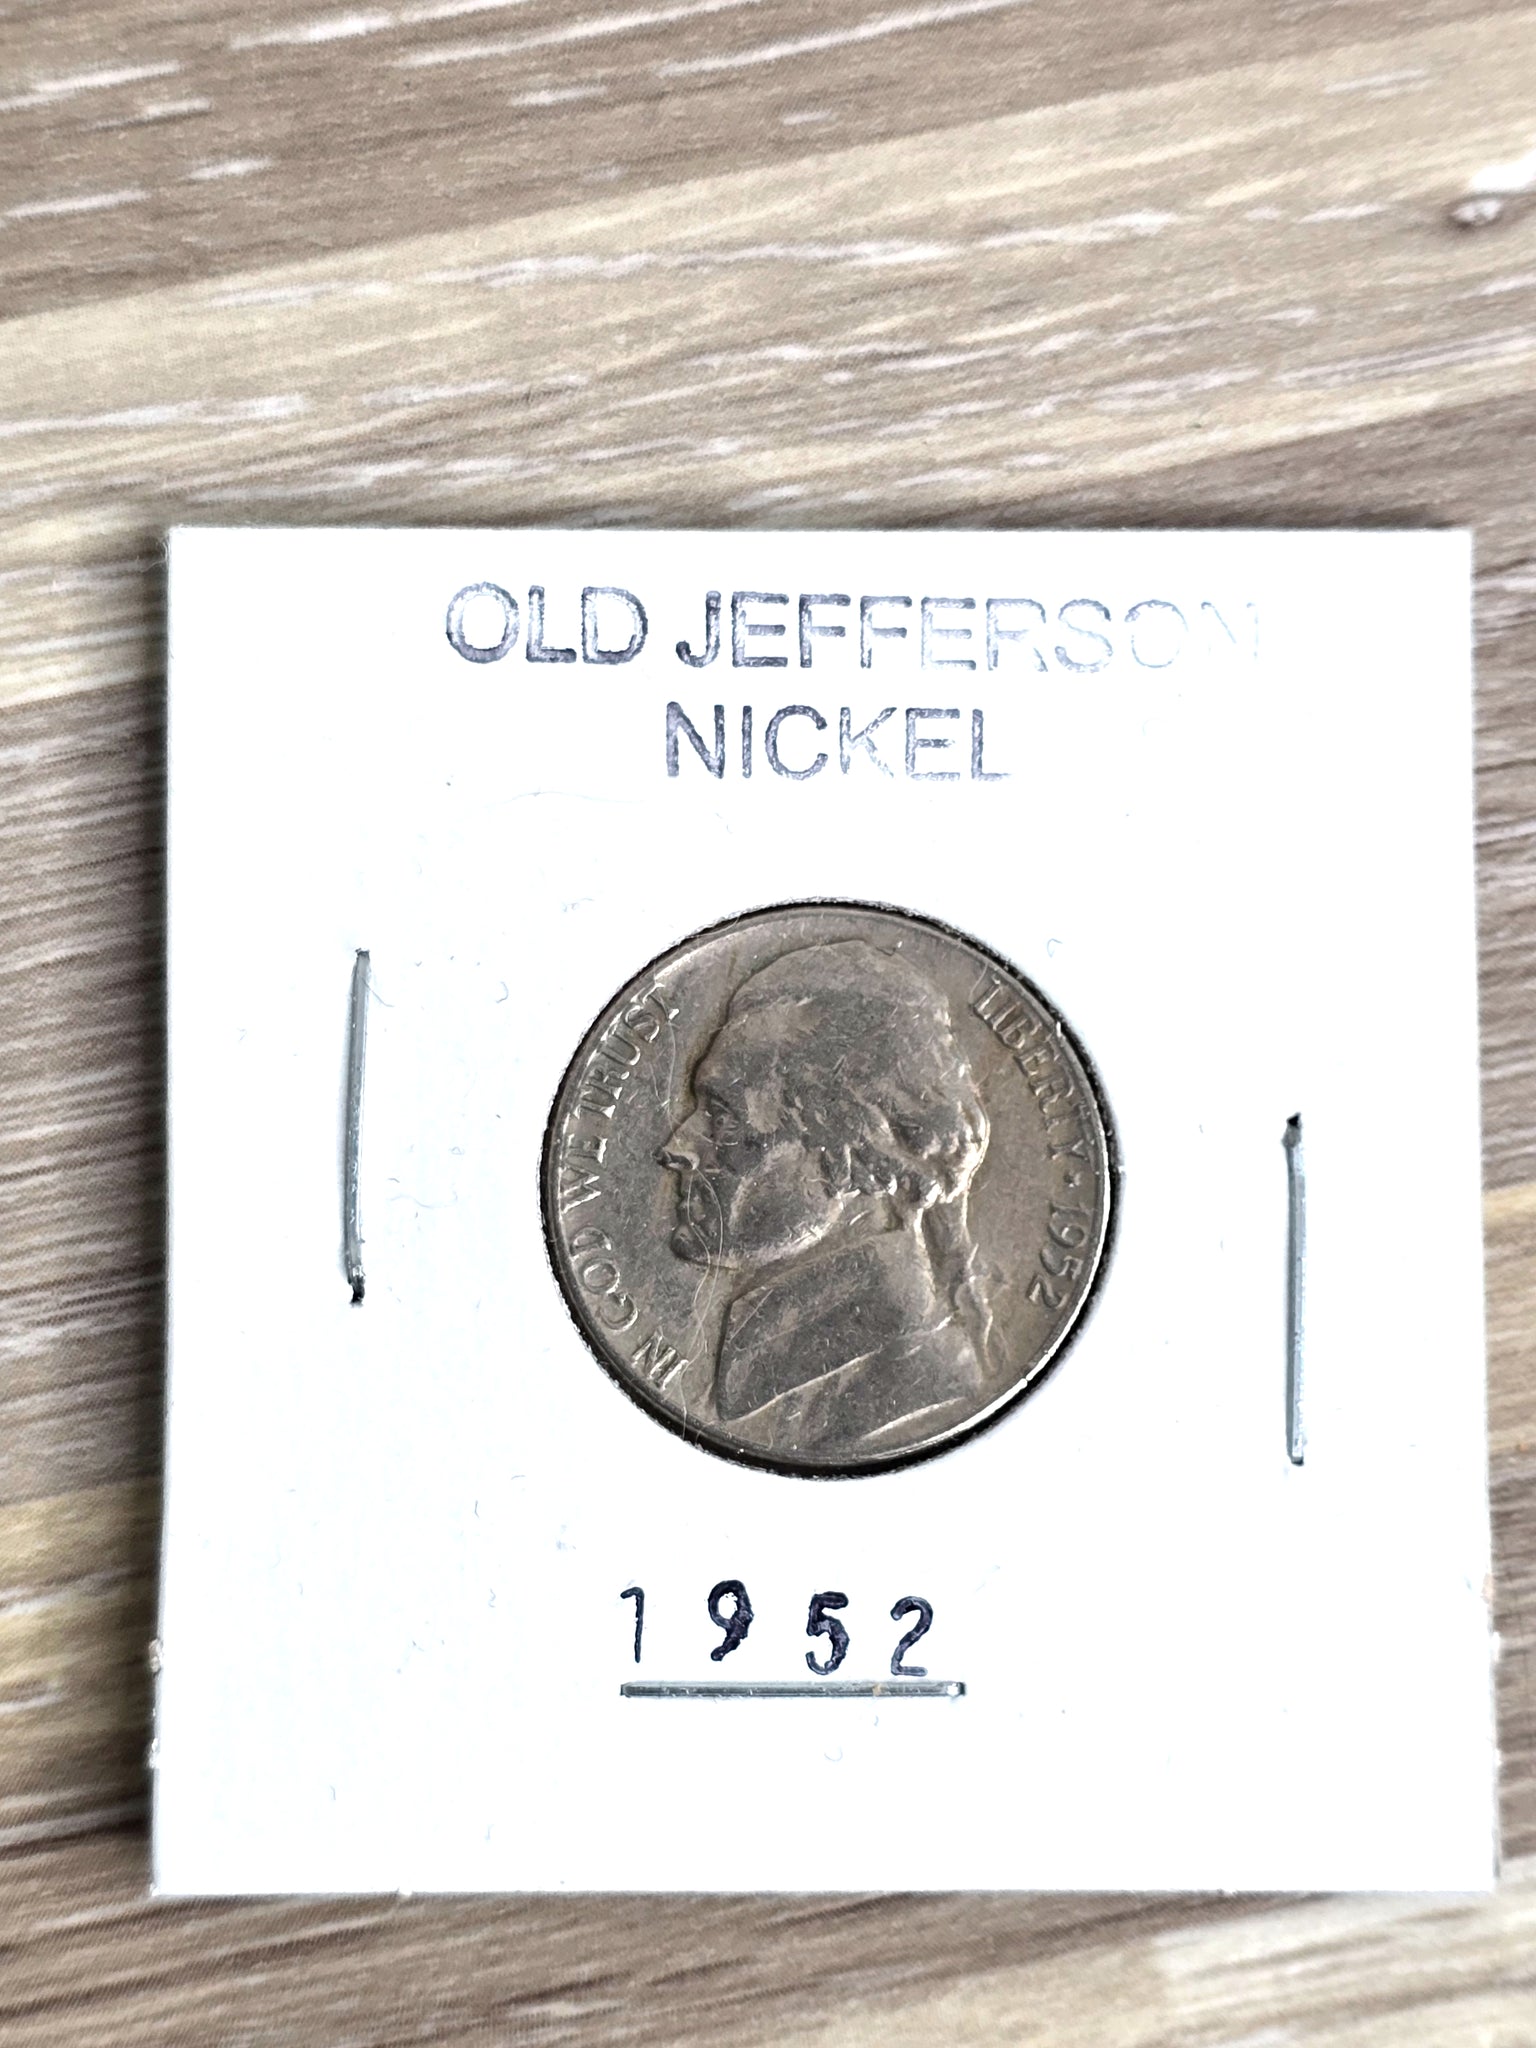 OLD JEFFERSON
NICKEL
IN GOD WE TRUST
LIBERTY · 1952
1952